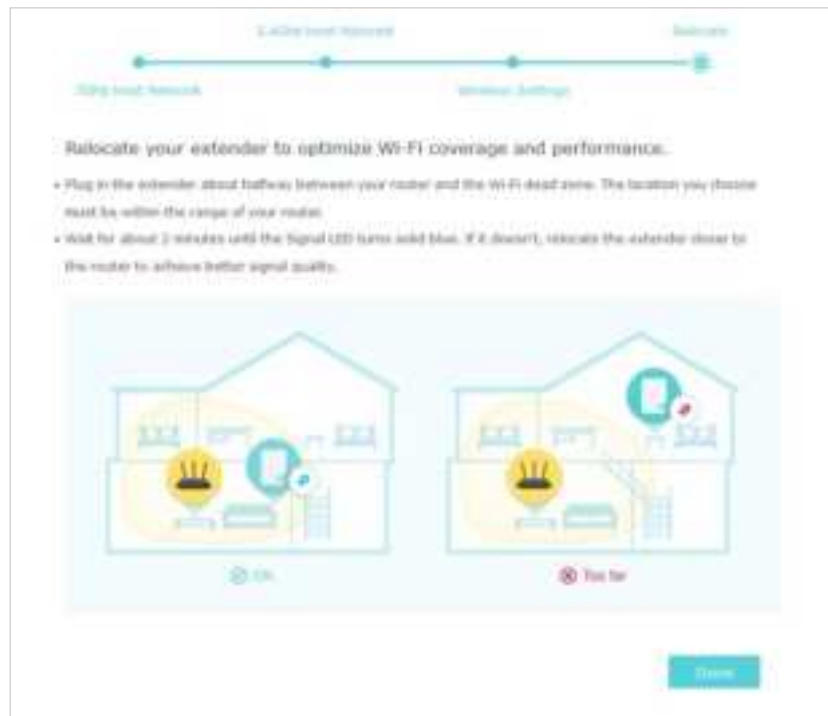 2.4GHz Host Network
Relocate
5GHz Host Network
Wireless Settings
Relocate your extender to optimize Wi-Fi coverage and performance.
• Plug in the extender about halfway between your router and the Wi-Fi dead zone. The location you choose
must be within the range of your router.
• Wait for about 2 minutes until the Signal LED turns solid blue. If it doesn't, relocate the extender closer to
the router to achieve better signal quality.
OK
Too far
Done